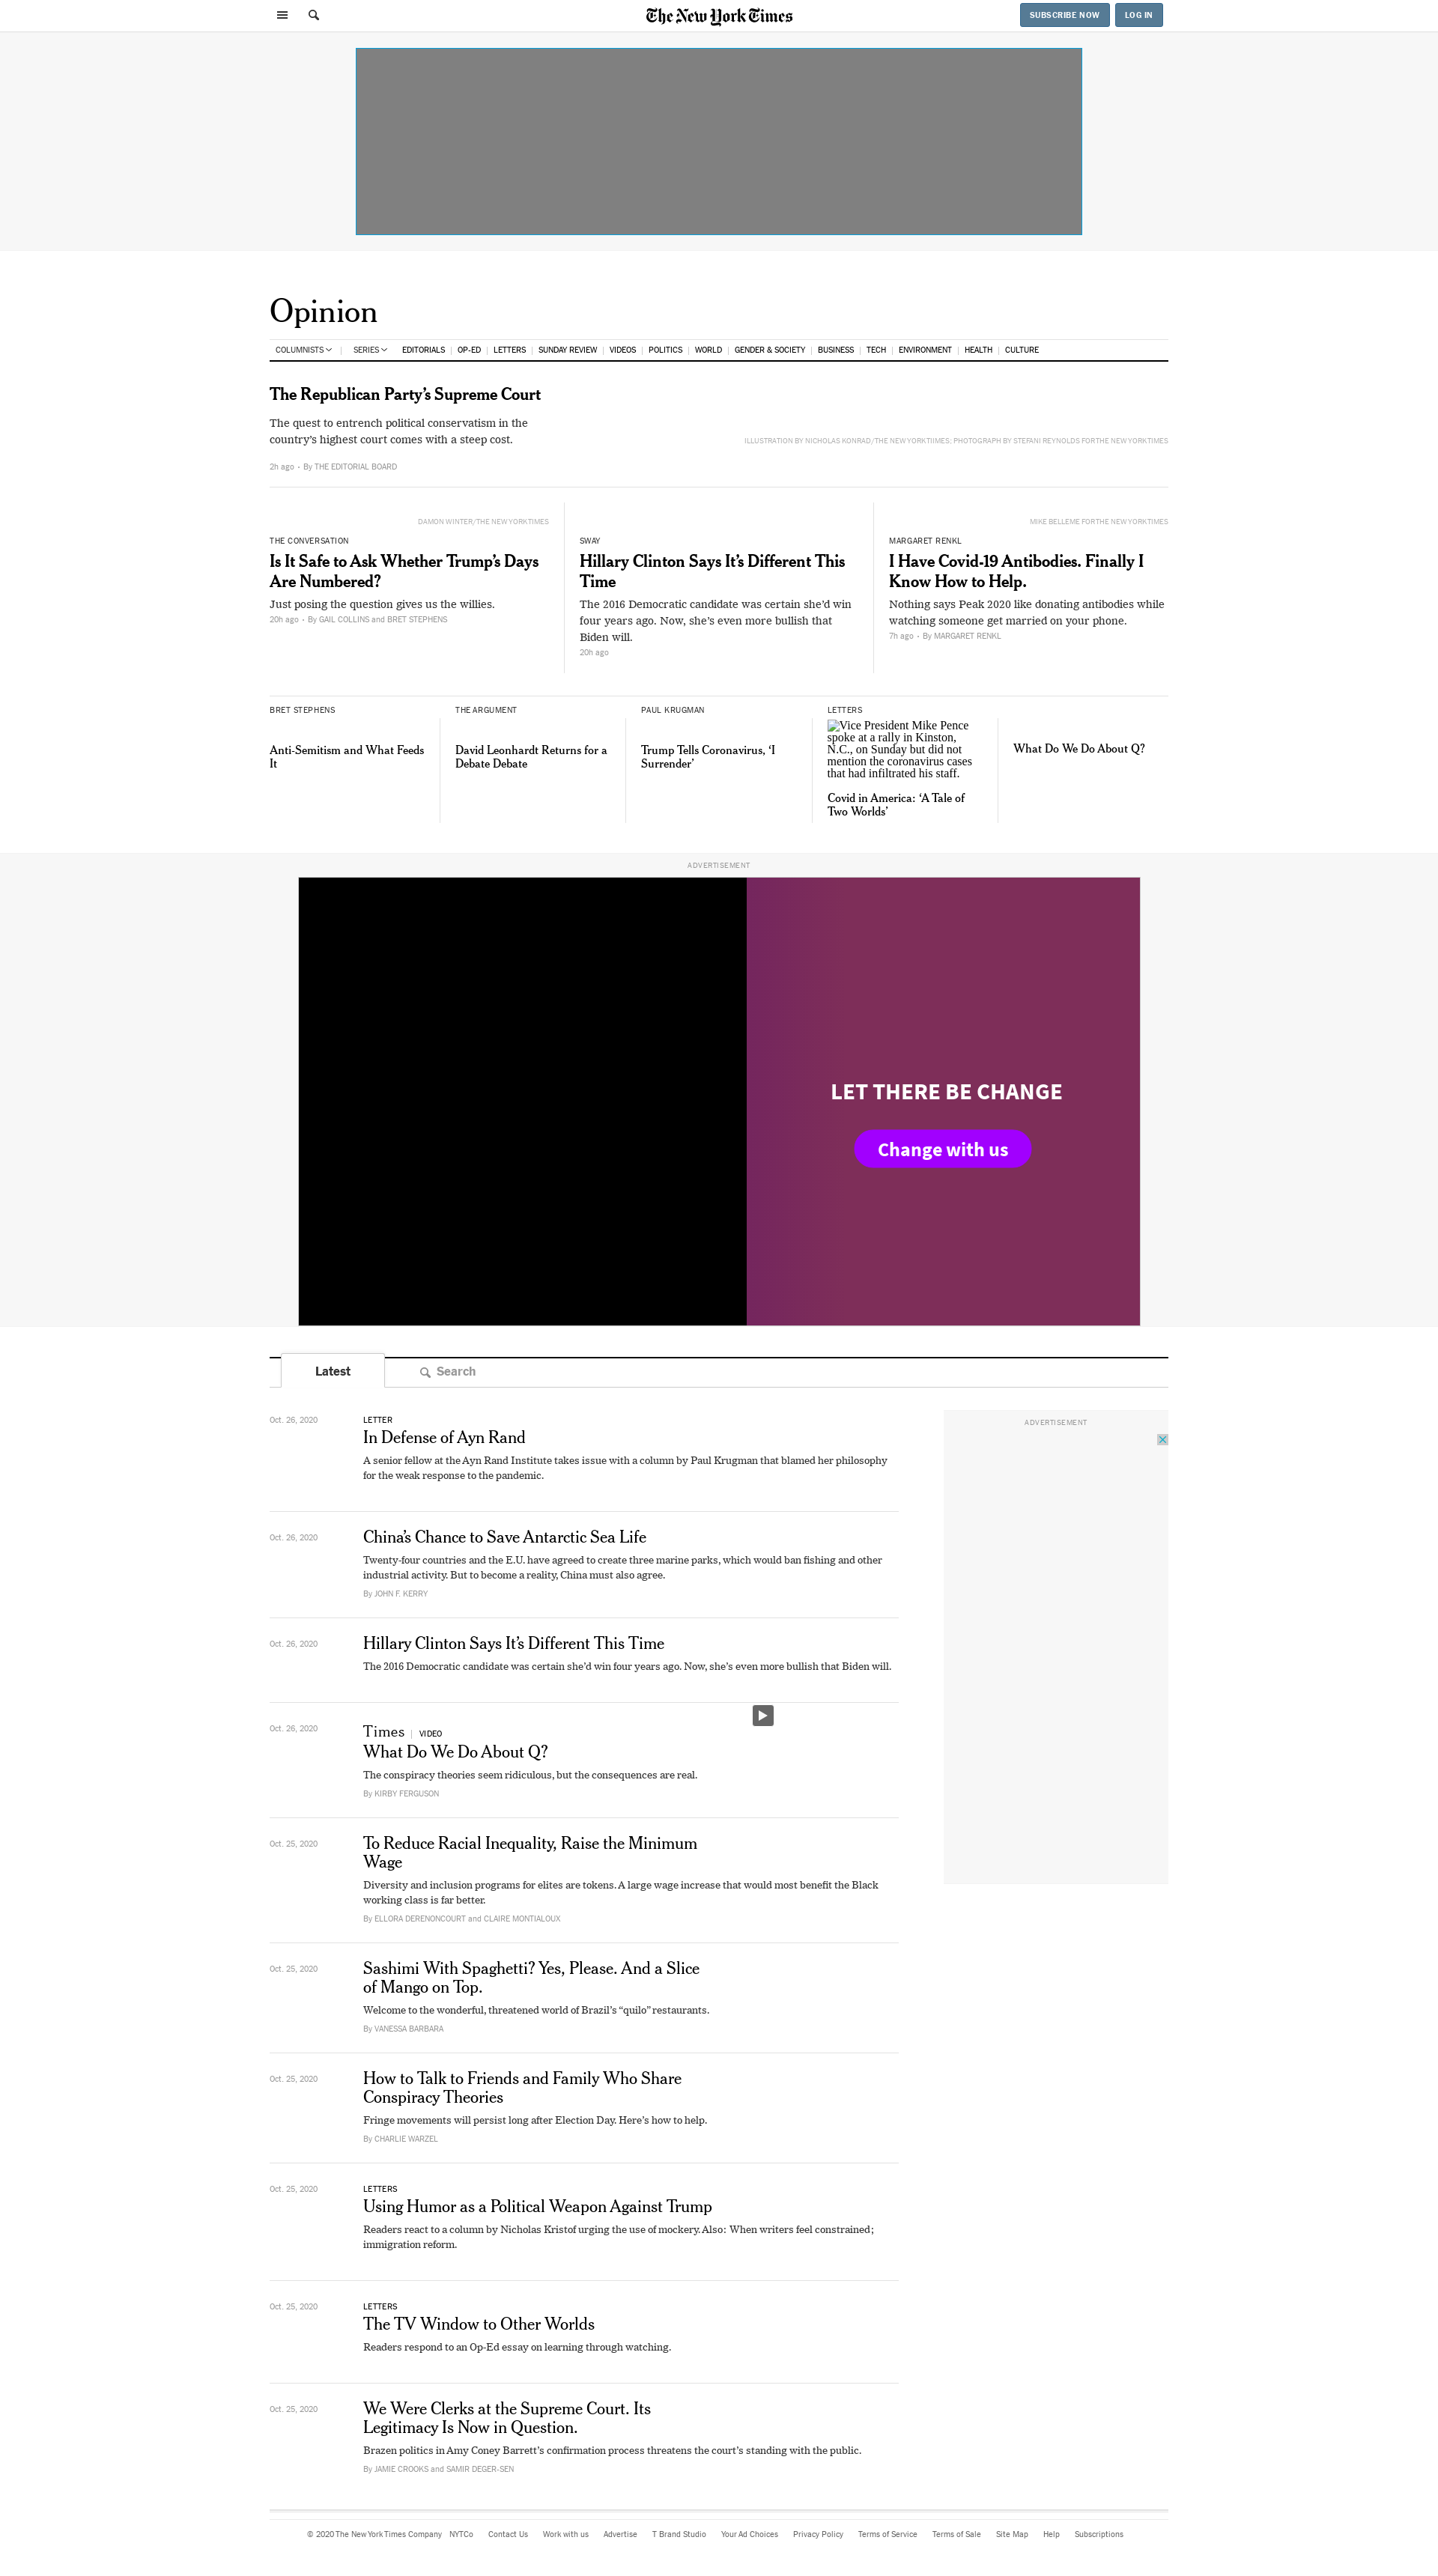 The New York Times
SUBSCRIBE NOW
LOG IN
Opinion
COLUMNISTS | SERIES EDITORIALS | OP-ED | LETTERS | SUNDAY REVIEW | VIDEOS | POLITICS | WORLD | GENDER & SOCIETY | BUSINESS | TECH | ENVIRONMENT | HEALTH | CULTURE
The Republican Party’s Supreme Court
The quest to entrench political conservatism in the
country’s highest court comes with a steep cost.
2h ago • By THE EDITORIAL BOARD
ILLUSTRATION BY NICHOLAS KONRAD/THE NEW YORK TIIMES; PHOTOGRAPH BY STEFANI REYNOLDS FOR THE NEW YORK TIMES
DAMON WINTER/THE NEW YORK TIMES
THE CONVERSATION
Is It Safe to Ask Whether Trump’s Days
Are Numbered?
Just posing the question gives us the willies.
20h ago • By GAIL COLLINS and BRET STEPHENS
SWAY
Hillary Clinton Says It’s Different This
Time
The 2016 Democratic candidate was certain she’d win
four years ago. Now, she’s even more bullish that
Biden will.
20h ago
MIKE BELLEME FOR THE NEW YORK TIMES
MARGARET RENKL
I Have Covid-19 Antibodies. Finally I
Know How to Help.
Nothing says Peak 2020 like donating antibodies while
watching someone get married on your phone.
7h ago • By MARGARET RENKL
BRET STEPHENS
Anti-Semitism and What Feeds
It
THE ARGUMENT
David Leonhardt Returns for a
Debate Debate
PAUL KRUGMAN
Trump Tells Coronavirus, ‘I
Surrender’
LETTERS
Vice President Mike Pence
spoke at a rally in Kinston,
N.C., on Sunday but did not
mention the coronavirus cases
that had infiltrated his staff.
Covid in America: ‘A Tale of
Two Worlds’
What Do We Do About Q?
ADVERTISEMENT
LET THERE BE CHANGE
Change with us
Latest
Search
Oct. 26, 2020
LETTER
In Defense of Ayn Rand
A senior fellow at the Ayn Rand Institute takes issue with a column by Paul Krugman that blamed her philosophy
for the weak response to the pandemic.
ADVERTISEMENT
Oct. 26, 2020
China’s Chance to Save Antarctic Sea Life
Twenty-four countries and the E.U. have agreed to create three marine parks, which would ban fishing and other
industrial activity. But to become a reality, China must also agree.
By JOHN F. KERRY
Oct. 26, 2020
Hillary Clinton Says It’s Different This Time
The 2016 Democratic candidate was certain she’d win four years ago. Now, she’s even more bullish that Biden will.
Oct. 26, 2020
Times | VIDEO
What Do We Do About Q?
The conspiracy theories seem ridiculous, but the consequences are real.
By KIRBY FERGUSON
Oct. 25, 2020
To Reduce Racial Inequality, Raise the Minimum
Wage
Diversity and inclusion programs for elites are tokens. A large wage increase that would most benefit the Black
working class is far better.
By ELLORA DERENONCOURT and CLAIRE MONTIALOUX
Oct. 25, 2020
Sashimi With Spaghetti? Yes, Please. And a Slice
of Mango on Top.
Welcome to the wonderful, threatened world of Brazil’s “quilo” restaurants.
By VANESSA BARBARA
Oct. 25, 2020
How to Talk to Friends and Family Who Share
Conspiracy Theories
Fringe movements will persist long after Election Day. Here’s how to help.
By CHARLIE WARZEL
Oct. 25, 2020
LETTERS
Using Humor as a Political Weapon Against Trump
Readers react to a column by Nicholas Kristof urging the use of mockery. Also: When writers feel constrained;
immigration reform.
Oct. 25, 2020
LETTERS
The TV Window to Other Worlds
Readers respond to an Op-Ed essay on learning through watching.
Oct. 25, 2020
We Were Clerks at the Supreme Court. Its
Legitimacy Is Now in Question.
Brazen politics in Amy Coney Barrett’s confirmation process threatens the court’s standing with the public.
By JAMIE CROOKS and SAMIR DEGER-SEN
© 2020 The New York Times Company NYTCo Contact Us Work with us Advertise T Brand Studio Your Ad Choices Privacy Policy Terms of Service Terms of Sale Site Map Help Subscriptions